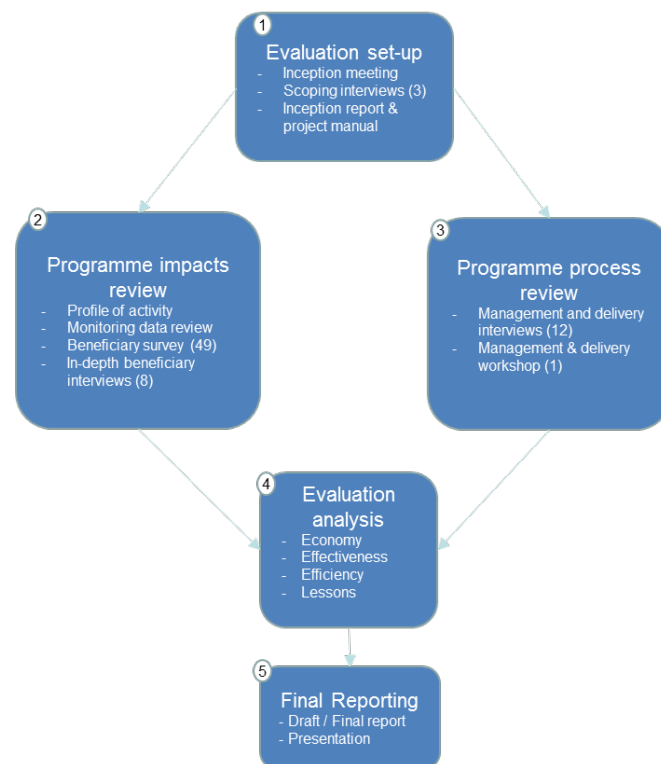 1
Evaluation set-up
- Inception meeting
- Scoping interviews (3)
- Inception report &
project manual
2
Programme impacts
review
- Profile of activity
- Monitoring data review
- Beneficiary survey (49)
- In-depth beneficiary
interviews (8)
3
Programme process
review
- Management and delivery
interviews (12)
- Management & delivery
workshop (1)
4
Evaluation
analysis
- Economy
- Effectiveness
- Efficiency
- Lessons
5
Final Reporting
- Draft / Final report
- Presentation